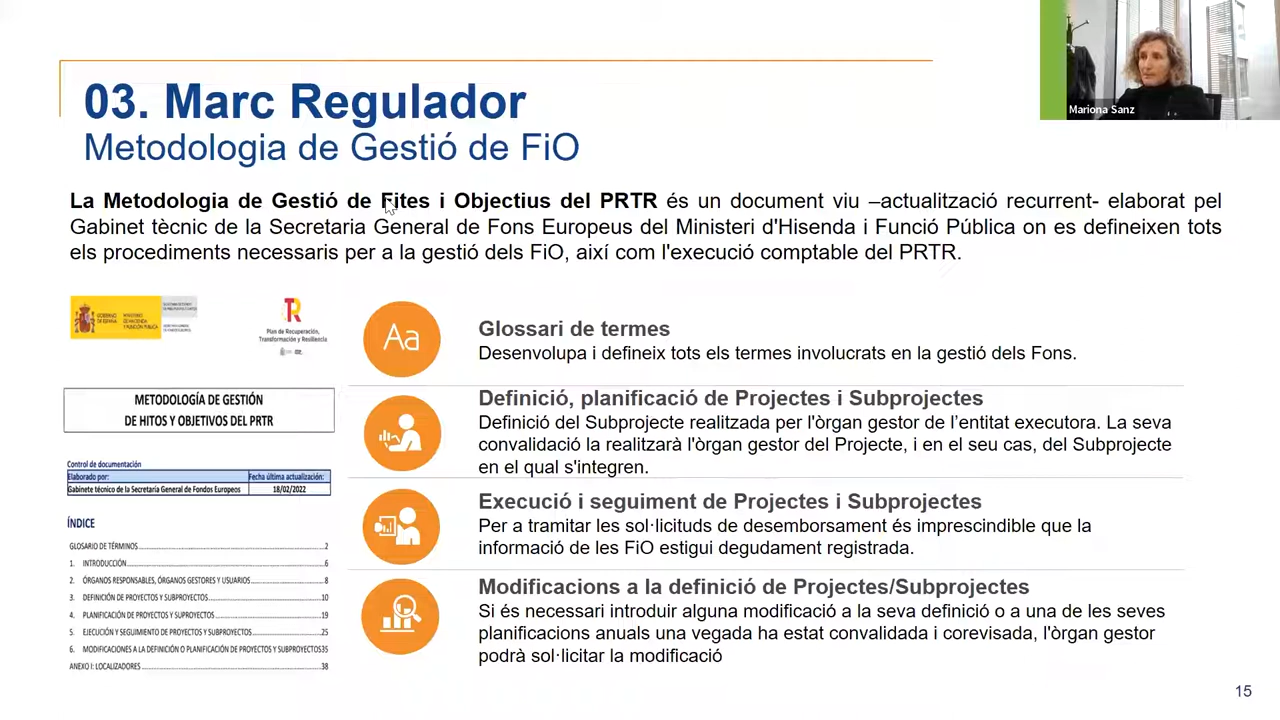 Mariona Sanz
03. Marc Regulador
Metodologia de Gestió de FiO
La Metodologia de Gestió de Fites i Objectius del PRTR és un document viu –actualització recurrent- elaborat pel
Gabinet tècnic de la Secretaria General de Fons Europeus del Ministeri d'Hisenda i Funció Pública on es defineixen tots
els procediments necessaris per a la gestió dels FiO, així com l'execució comptable del PRTR.
GOBIERNO
DE ESPAÑA
MINISTERIO
DE HACIENDA
Y FUNCIÓN PÚBLICA
Plan de Recuperación,
Transformación y Resiliencia
METODOLOGÍA DE GESTIÓN
DE HITOS Y OBJETIVOS DEL PRTR
Control de documentación
Elaborado por: Fecha última actualización:
Gabinete técnico de la Secretaría General de Fondos Europeos 18/02/2022
ÍNDICE
GLOSARIO DE TÉRMINOS 2
1. INTRODUCCIÓN 6
2. ÓRGANOS RESPONSABLES, ÓRGANOS GESTORES Y USUARIOS 8
3. DEFINICIÓN DE PROYECTOS Y SUBPROYECTOS 10
4. PLANIFICACIÓN DE PROYECTOS Y SUPROYECTOS 19
5. EJECUCIÓN Y SEGUIMIENTO DE PROYECTOS Y SUBPROYECTOS 25
6. MODIFICACIONES A LA DEFINICIÓN O PLANIFICACIÓN DE PROYECTOS Y SUBPROYECTOS 35
ANEXO I: LOCALIZADORES 38
Aa
Glossari de termes
Desenvolupa i defineix tots els termes involucrats en la gestió dels Fons.
Definició, planificació de Projectes i Subprojectes
Definició del Subprojecte realitzada per l'òrgan gestor de l’entitat executora. La seva
convalidació la realitzarà l'òrgan gestor del Projecte, i en el seu cas, del Subprojecte
en el qual s'integren.
Execució i seguiment de Projectes i Subprojectes
Per a tramitar les sol·licituds de desemborsament és imprescindible que la
informació de les FiO estigui degudament registrada.
Modificacions a la definició de Projectes/Subprojectes
Si és necessari introduir alguna modificació a la seva definició o a una de les seves
planificacions anuals una vegada ha estat convalidada i corevisada, l'òrgan gestor
podrà sol·licitar la modificació
15